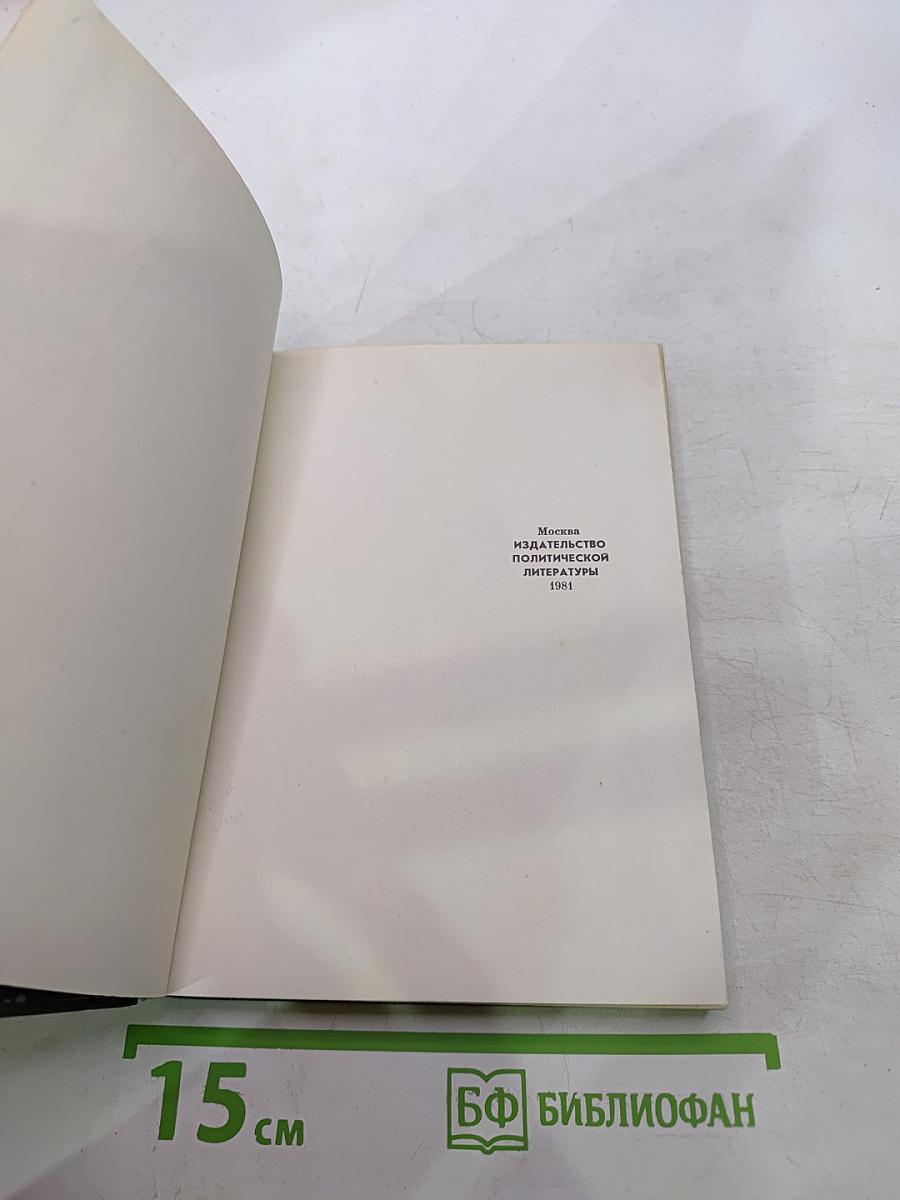 Москва
ИЗДАТЕЛЬСТВО
ПОЛИТИЧЕСКОЙ
ЛИТЕРАТУРЫ
1981
15 см
БФ БИБЛИОФАН